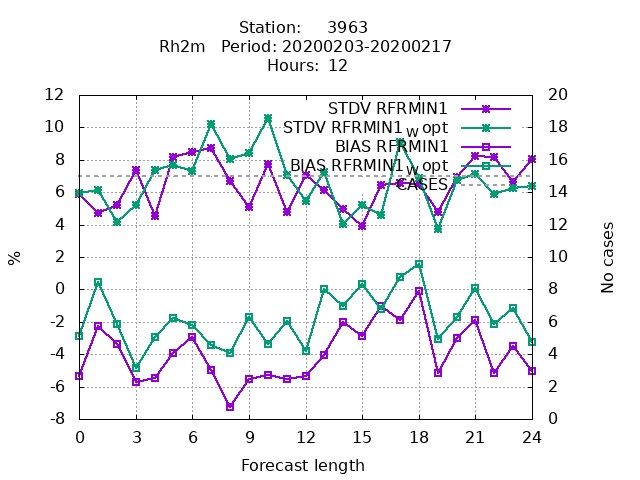 Station: 3963
Rh2m Period: 20200203-20200217
Hours: 12
12 20
STDV RFRMIN1
10 18
STDV RFRMIN1 w opt
BIAS RFRMIN1
8 16
BIAS RFRMIN1 w opt
CASES
6 14
4 12
2 10
% No cases
0 8
-2 6
-4 4
-6 2
-8 0
0 3 6 9 12 15 18 21 24
Forecast length